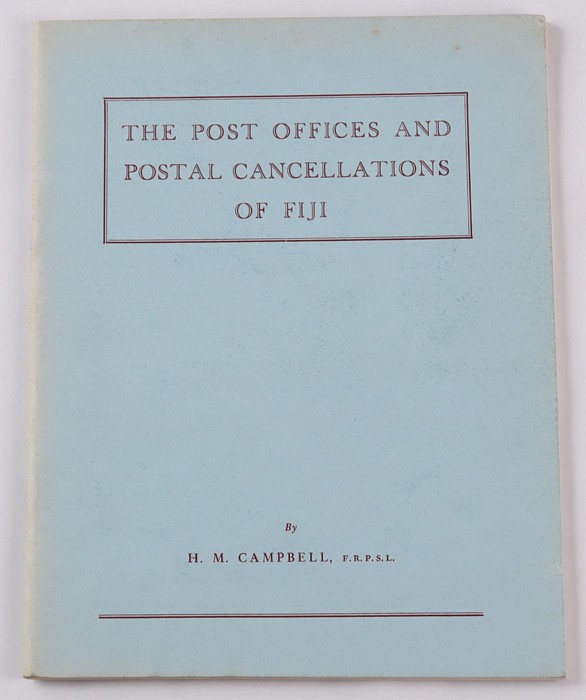 THE POST OFFICES AND
POSTAL CANCELLATIONS
OF FIJI
By
H. M. CAMPBELL, F.R.P.S.L.